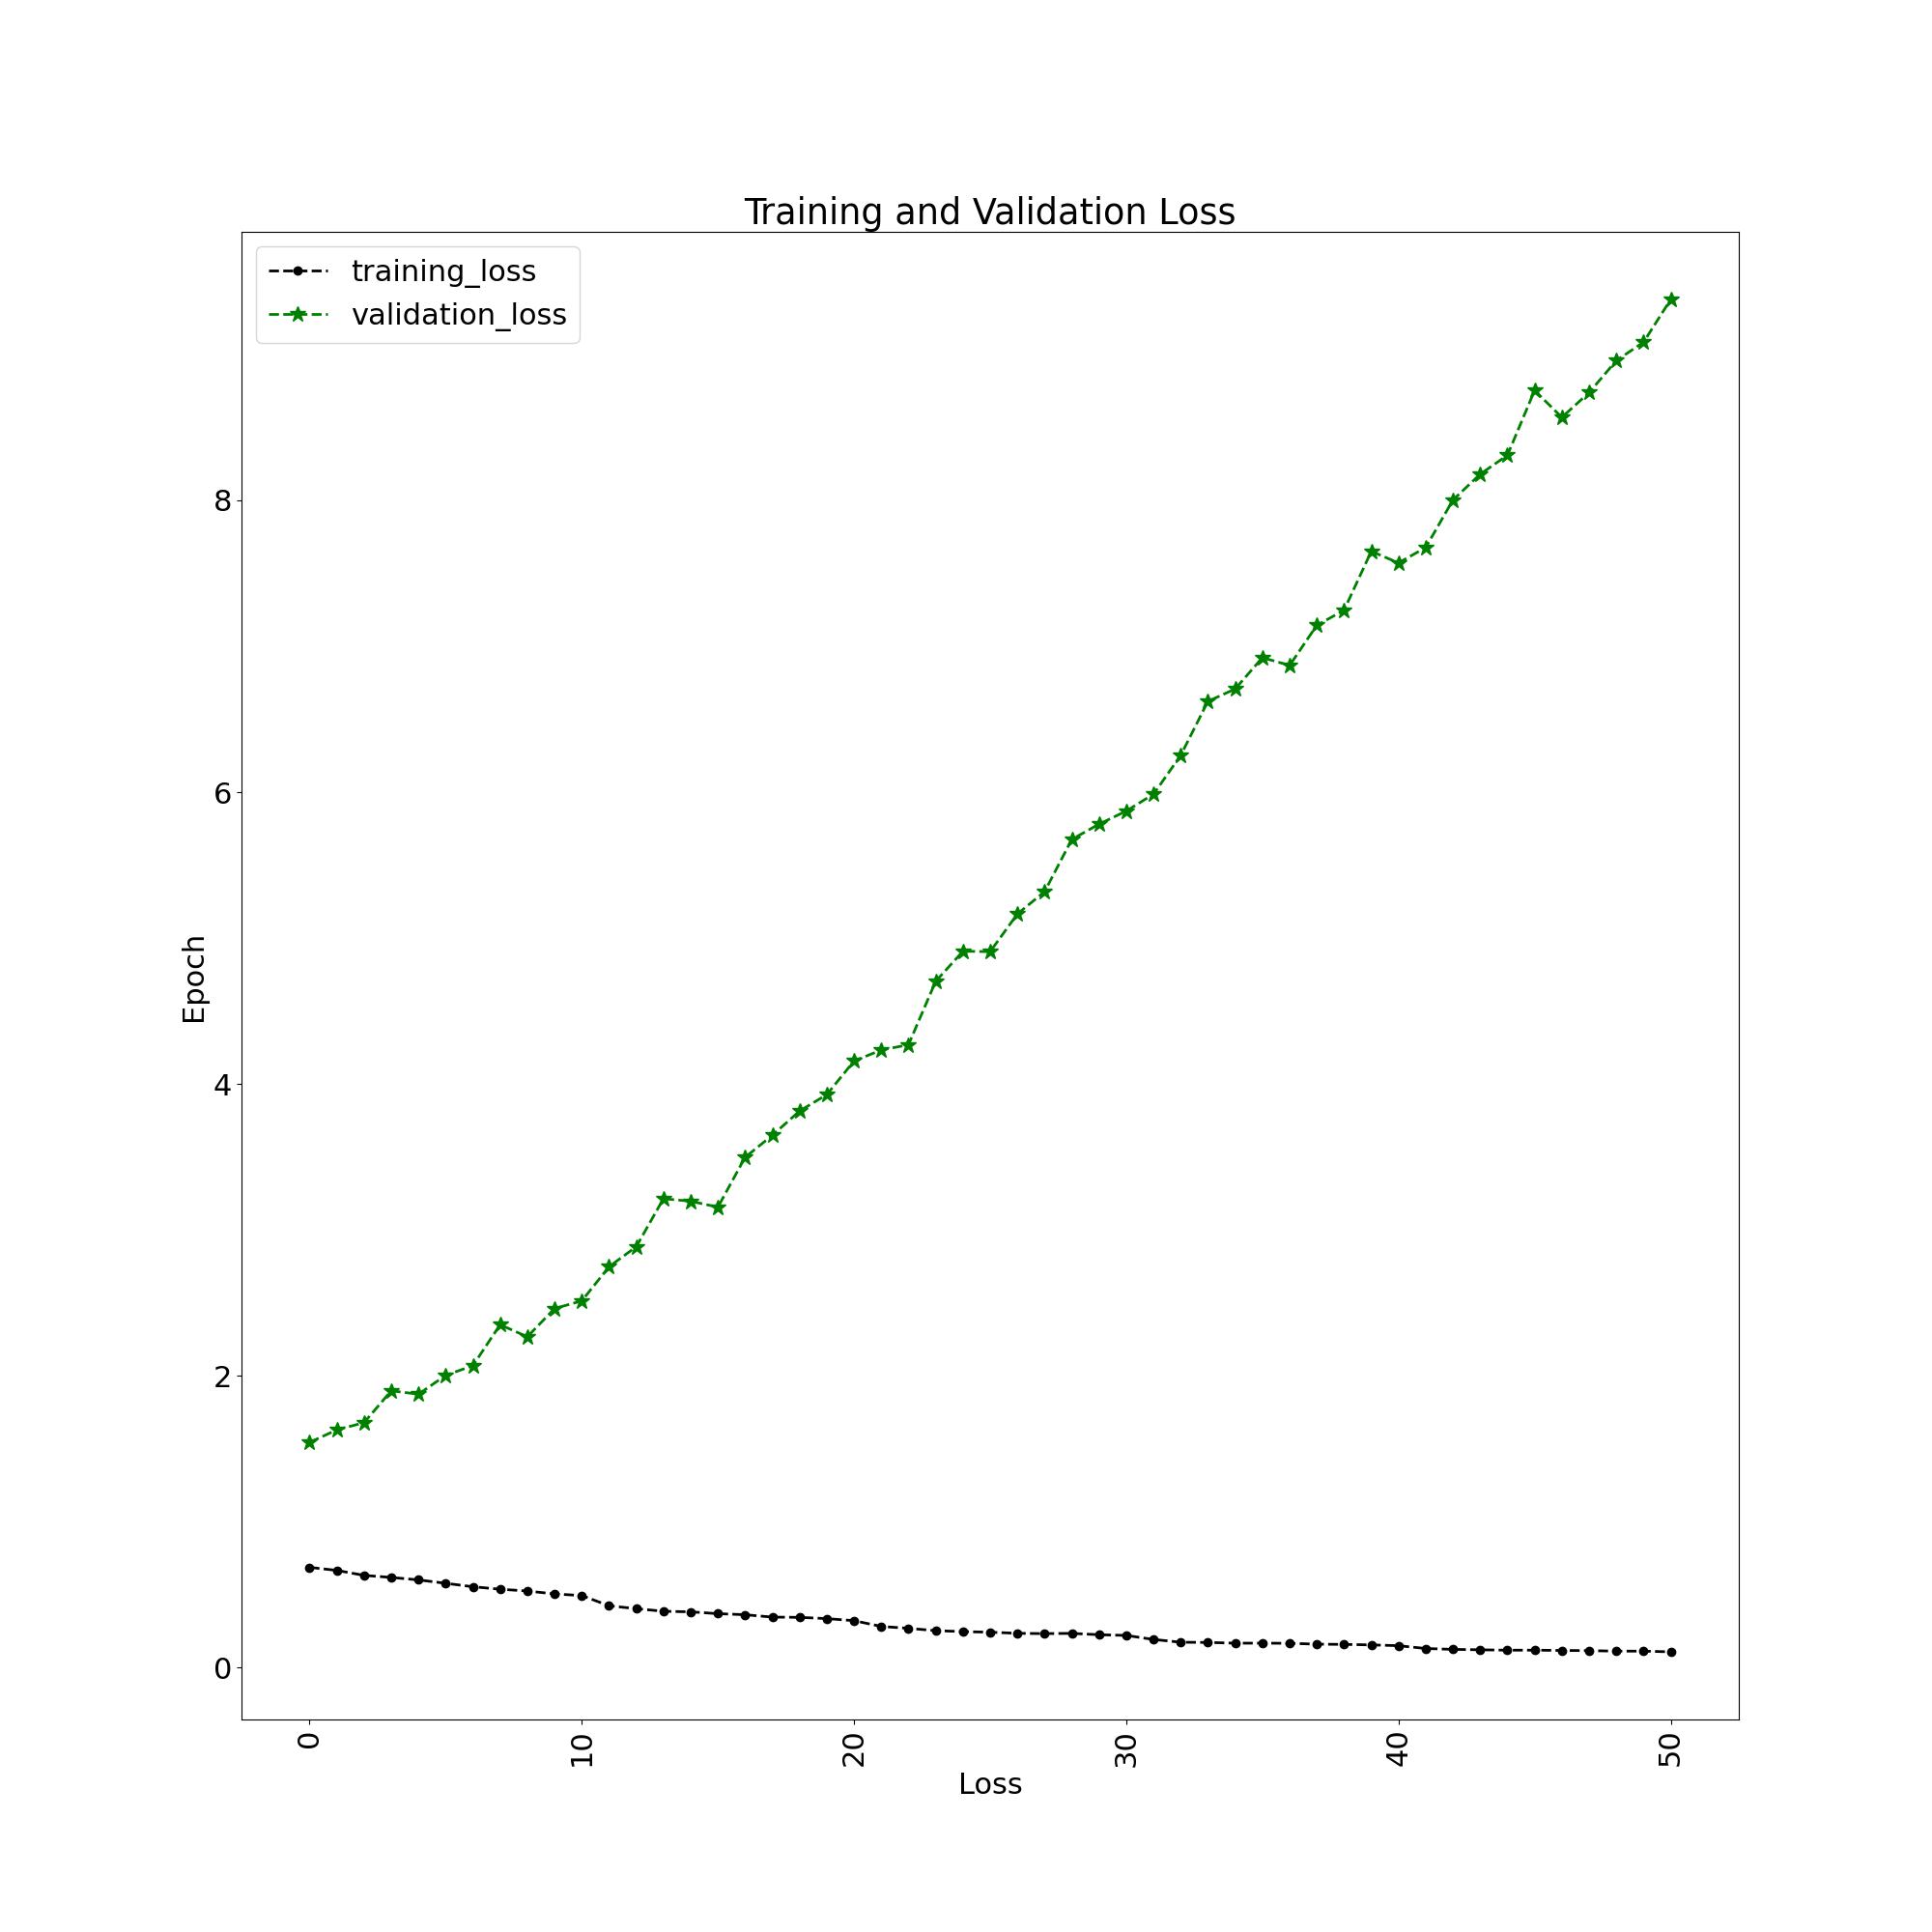 Training and Validation Loss
training_loss
validation_loss
8
6
4
2
0
Epoch
0 10 20 30 40 50
Loss